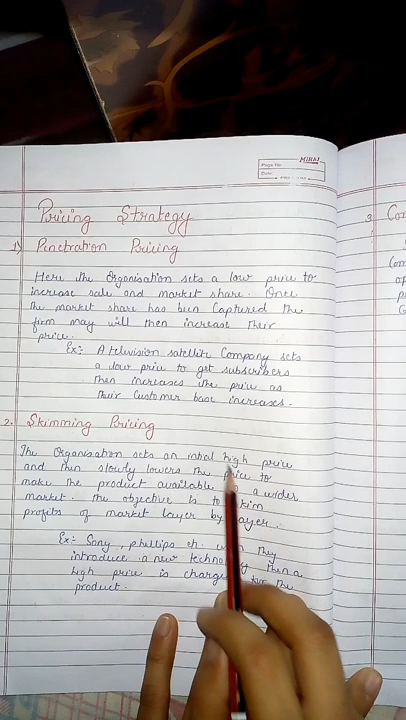 MIRAJ
Page No.
Date:
Pricing Strategy
1) Penetration Pricing
Here the Organisation sets a low price to
increase sale and market share. Once
the market share has been Captured the
firm may will then increase their
price.
Ex:- A television satellite Company sets
a low price to get subscribers
then increases the price as
their Customer base increases.
2. Skimming Pricing
The Organisation sets an initial high price
and then slowly lowers the price to
make the product available a wider
market. The objective is to skim
profits of market layer by layer.
Ex:- Sony, phillips etc. when they
introduce a new technology then a
high price is charged for the
product.
3